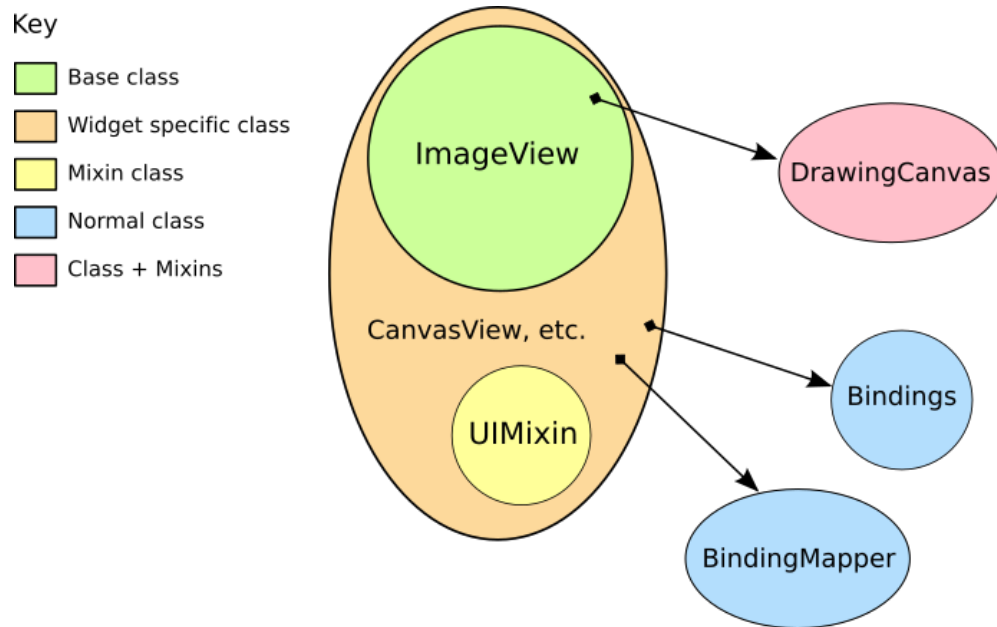 Key
Base class
Widget specific class
Mixin class
Normal class
Class + Mixins
ImageView
DrawingCanvas
CanvasView, etc.
Bindings
UIMixin
BindingMapper